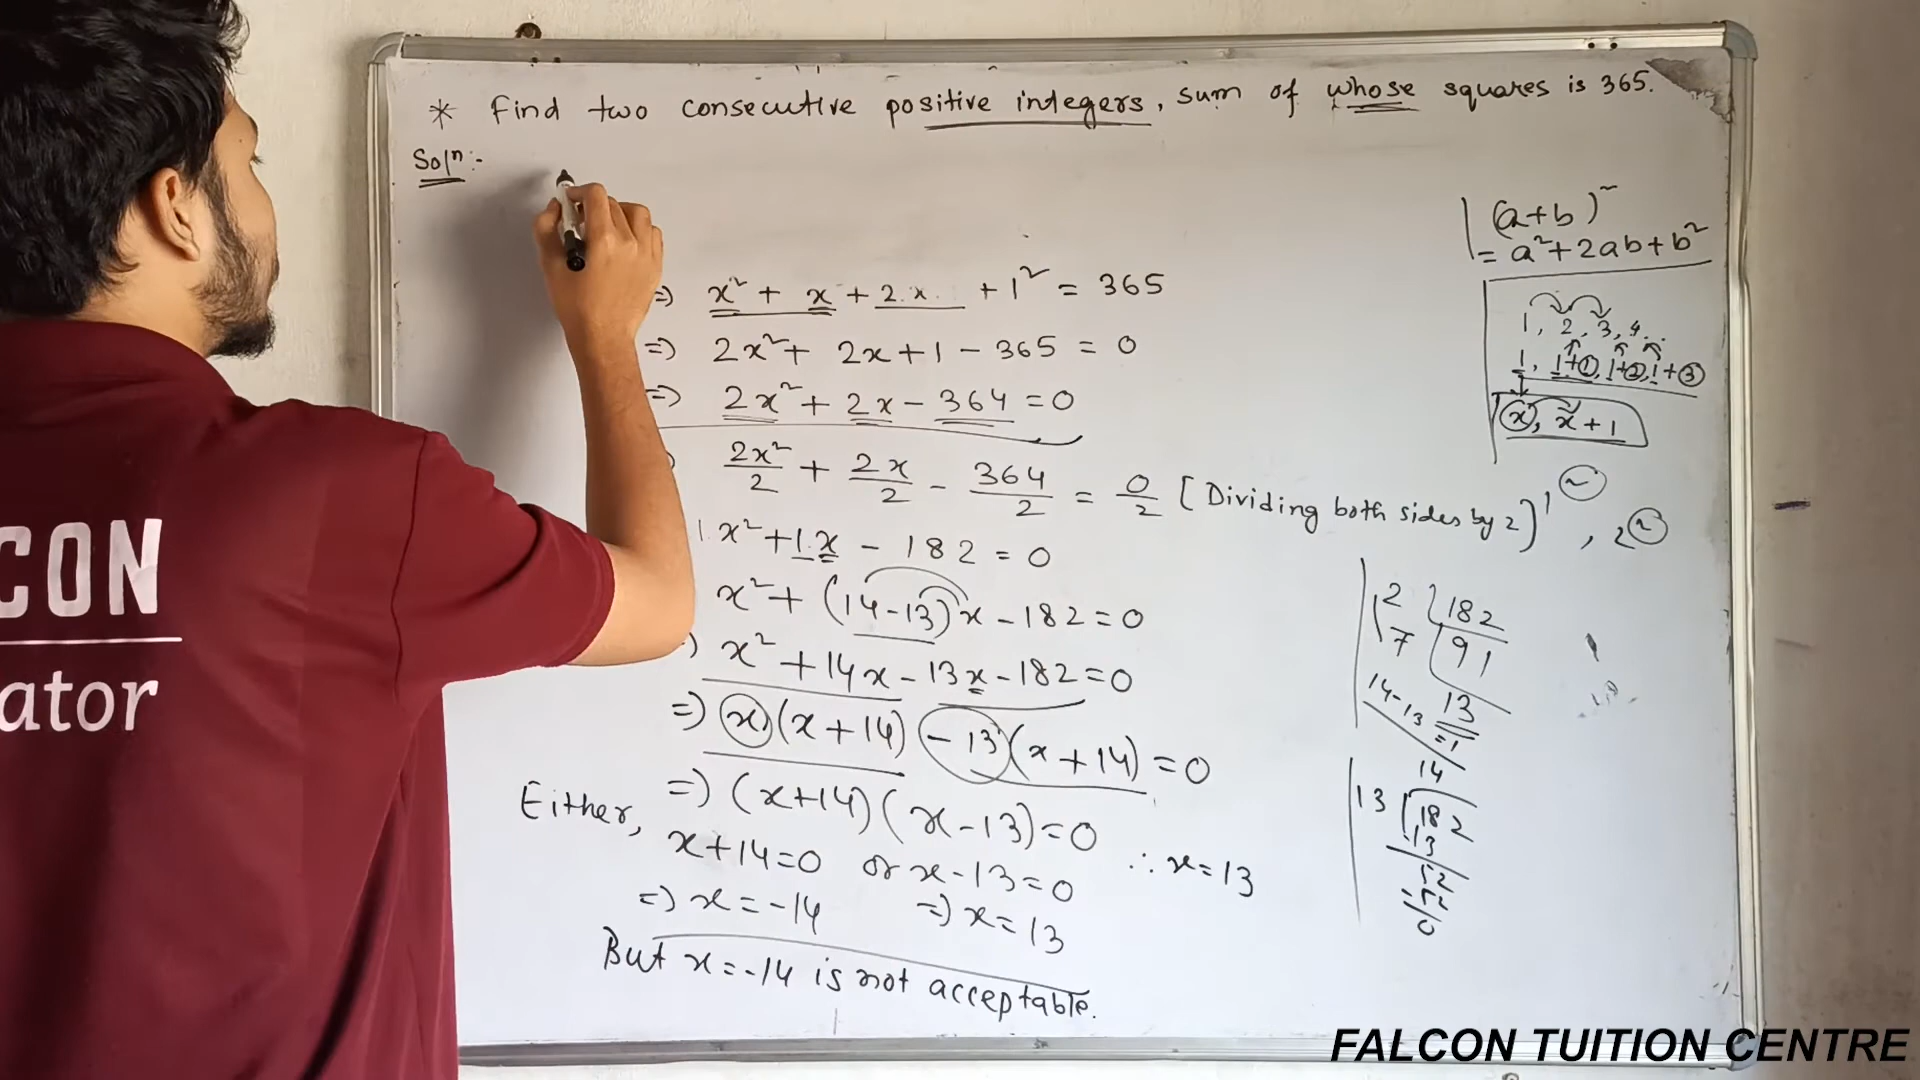 * Find two consecutive positive integers, sum of whose squares is 365.
Solⁿ:-
⇒ x² + x + 2.x. + 1² = 365
⇒ 2x² + 2x + 1 - 365 = 0
⇒ 2x² + 2x - 364 = 0
2x²/2 + 2x/2 - 364/2 = 0/2 [Dividing both sides by 2]
1.x² + 1.x - 182 = 0
x² + (14-13)x - 182 = 0
x² + 14x - 13x - 182 = 0
⇒ x(x+14) -13(x+14) = 0
⇒ (x+14)(x-13) = 0
Either,
x+14=0 or x-13=0 ∴ x=13
⇒ x=-14 ⇒ x=13
But x=-14 is not acceptable.
(a+b)²
= a²+2ab+b²
1, 2, 3, 4..
1, 1+1, 1+2, 1+3
x, x+1
2 182
7 91
14-13 13
=1
14
13 182
13
52
52
0
CON
ator
FALCON TUITION CENTRE